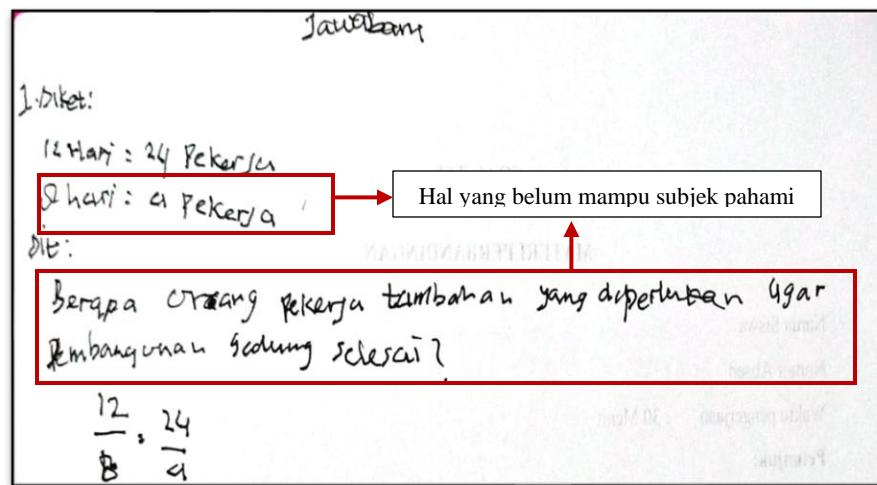 Jawaban
1. Diket:
12 Hari : 24 Pekerja
8 hari : a Pekerja
Hal yang belum mampu subjek pahami
Dit :
Berapa orang pekerja tambahan yang diperlukan agar
Pembangunan Gedung selesai?
12 = 24
8 a